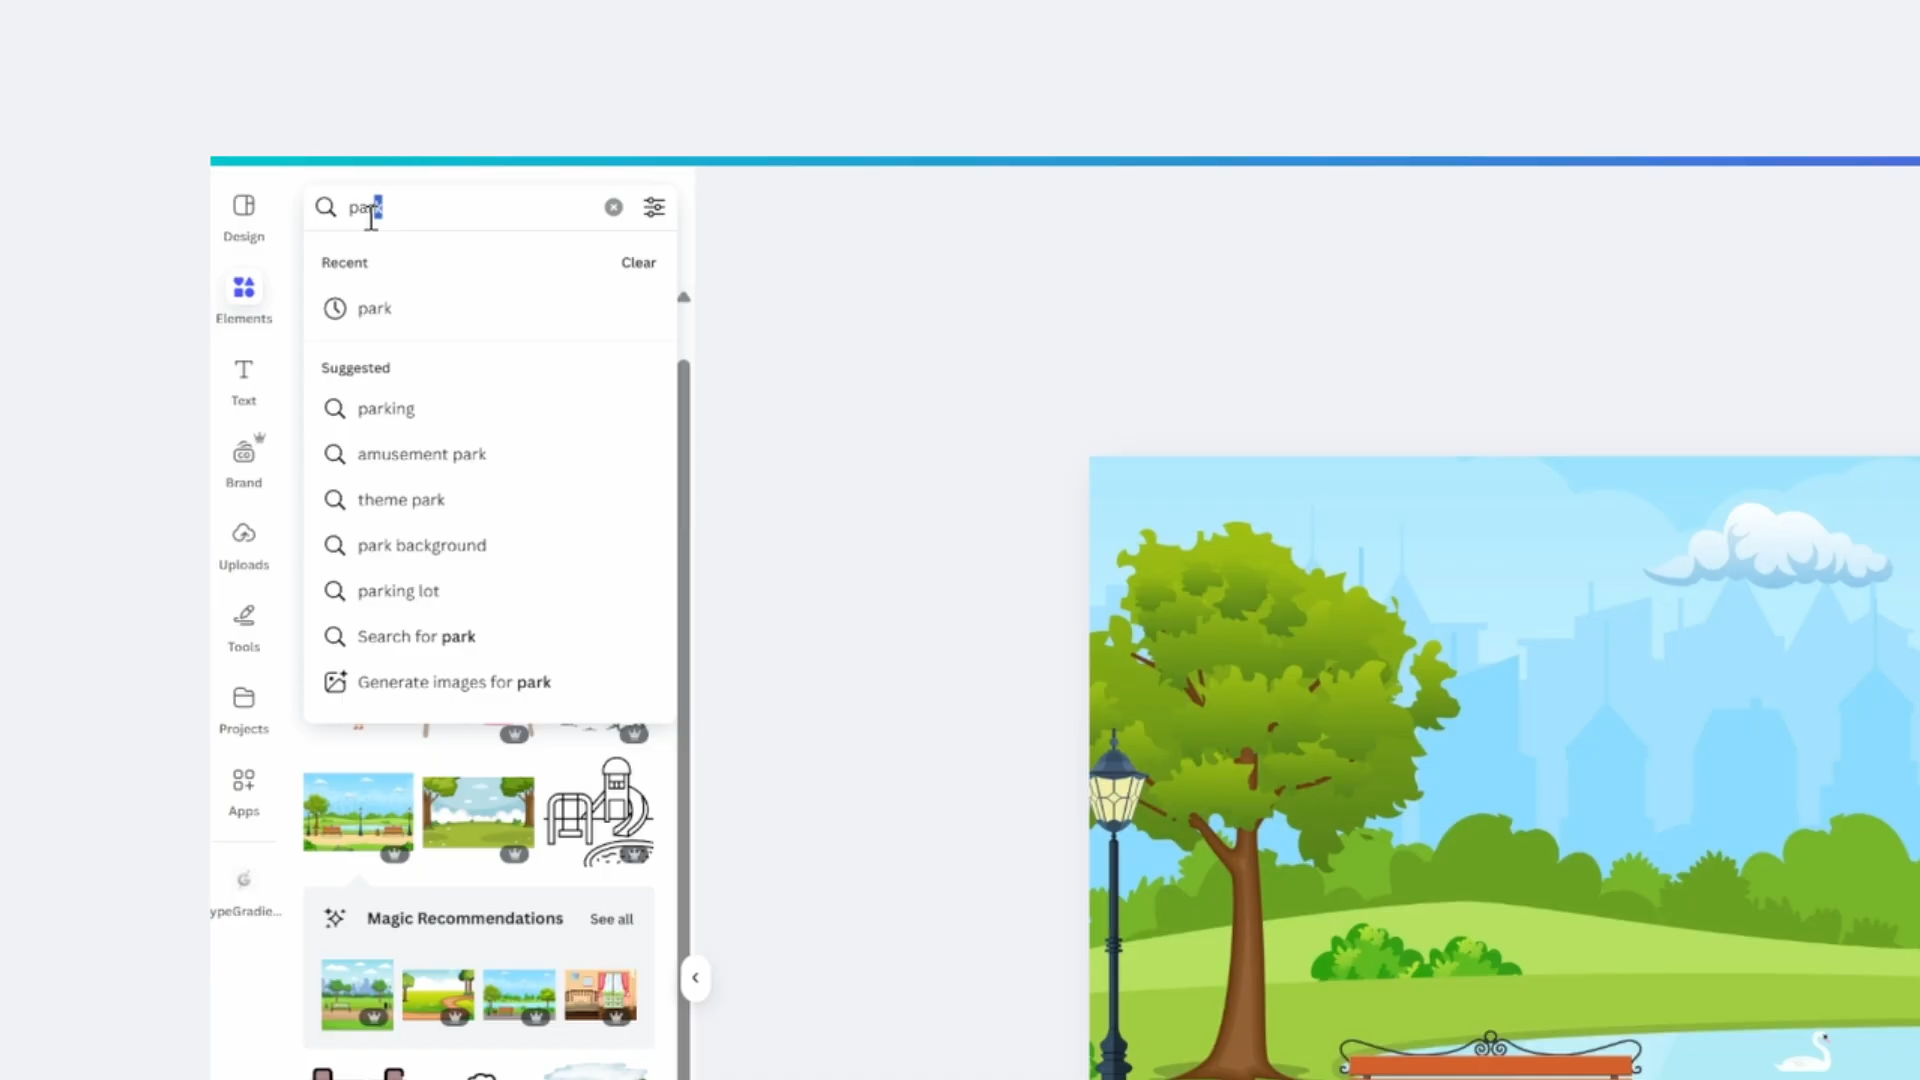 Design
Elements
Text
Brand
Uploads
Tools
Projects
Apps
ypeGradie...
park
Recent
Clear
park
Suggested
parking
amusement park
theme park
park background
parking lot
Search for park
Generate images for park
Magic Recommendations
See all